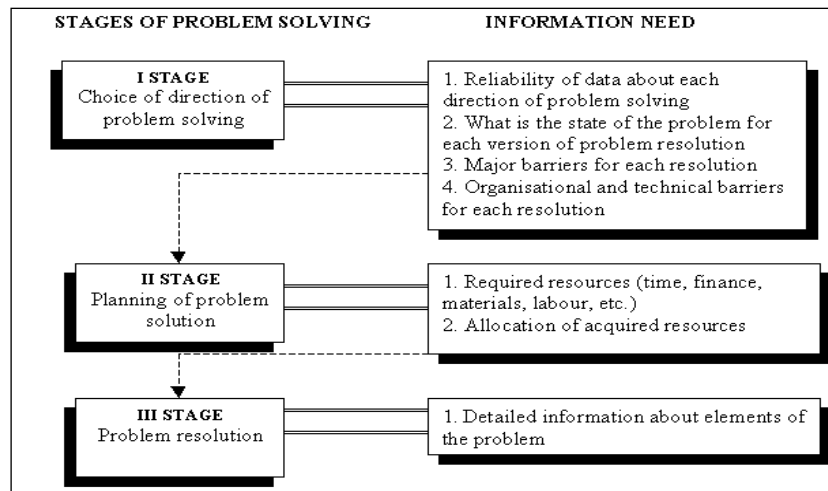 STAGES OF PROBLEM SOLVING
INFORMATION NEED
I STAGE
Choice of direction of
problem solving
1. Reliability of data about each
direction of problem solving
2. What is the state of the problem for
each version of problem resolution
3. Major barriers for each resolution
4. Organisational and technical barriers
for each resolution
II STAGE
Planning of problem
solution
1. Required resources (time, finance,
materials, labour, etc.)
2. Allocation of acquired resources
III STAGE
Problem resolution
1. Detailed information about elements of
the problem